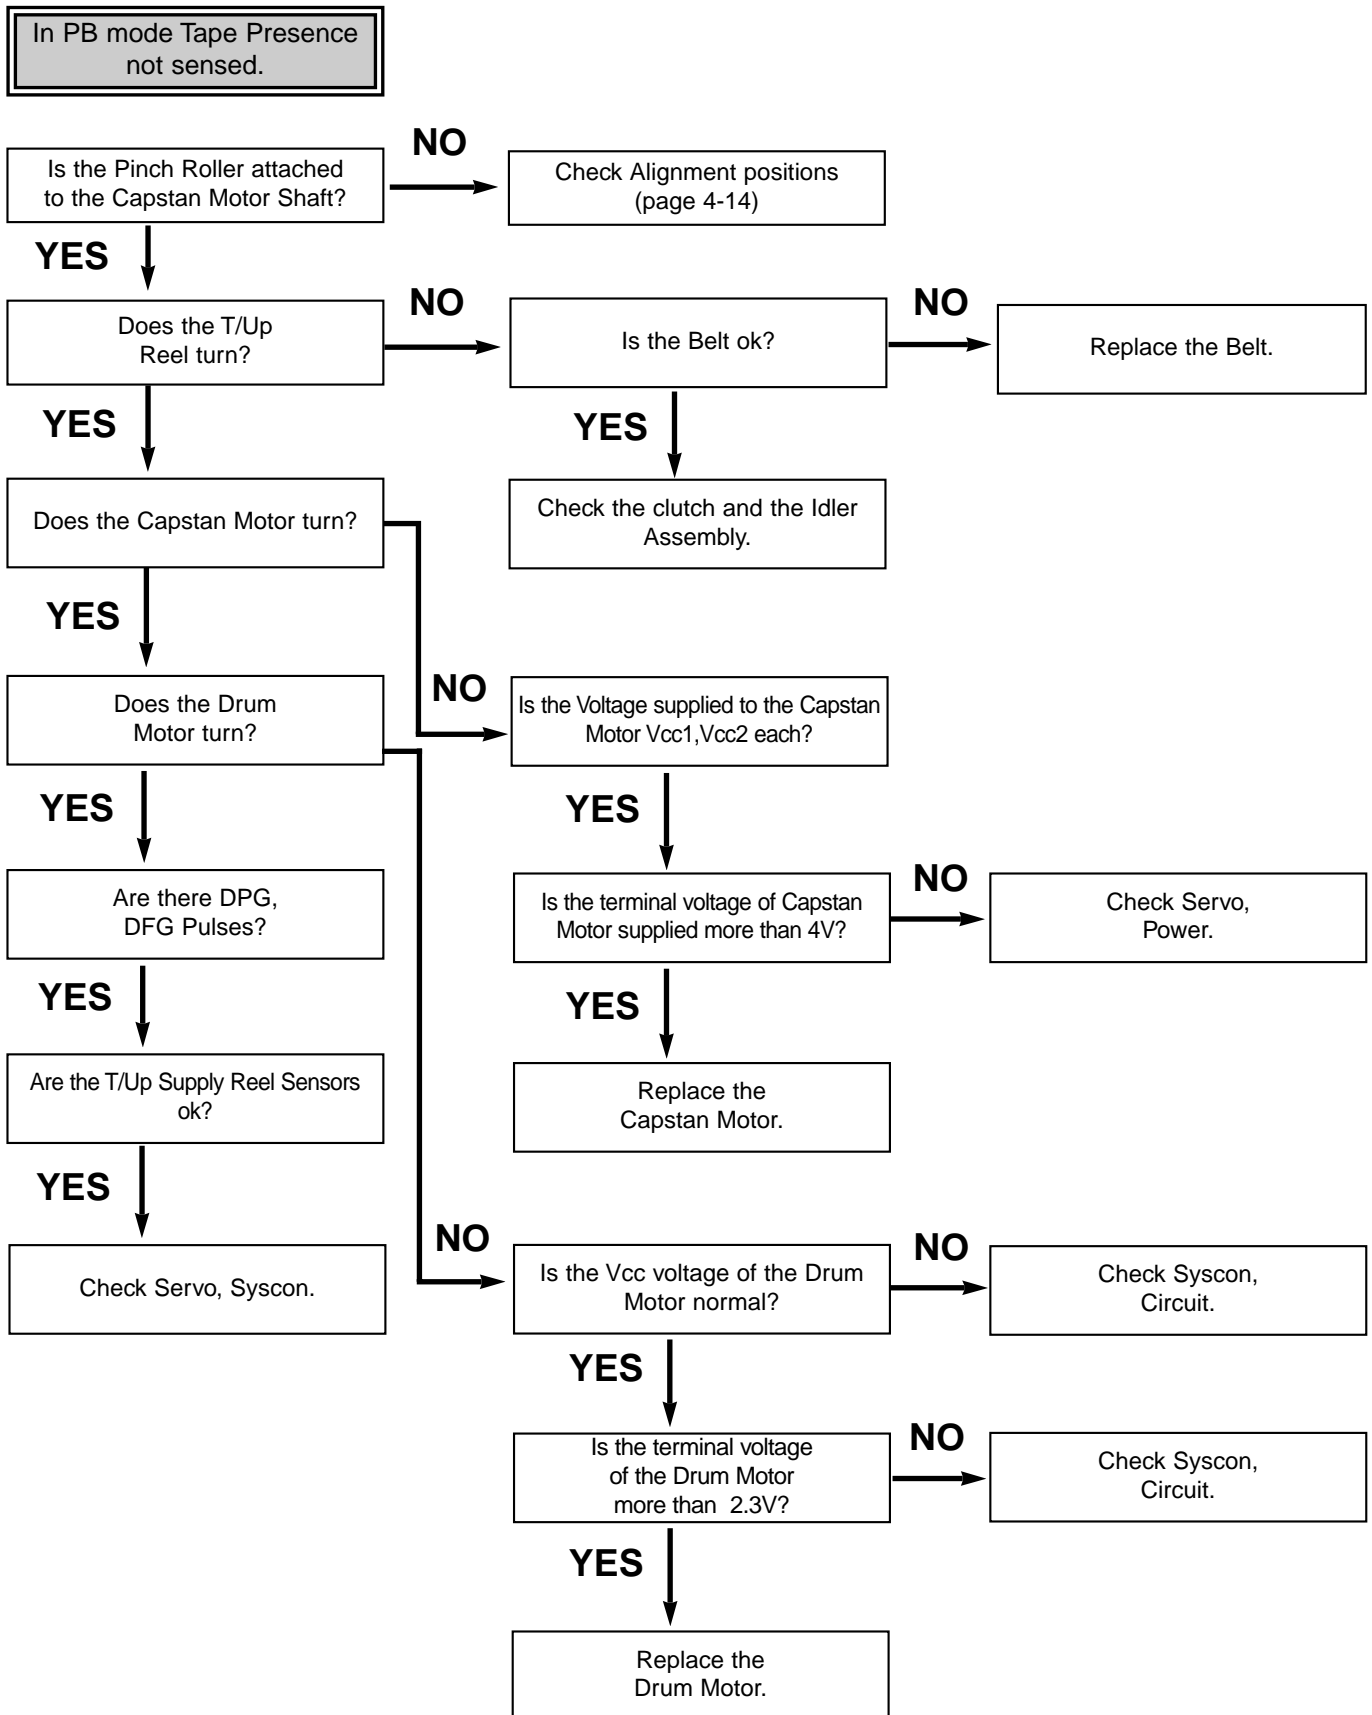 In PB mode Tape Presence
not sensed.
Is the Pinch Roller attached
to the Capstan Motor Shaft?
NO
Check Alignment positions
(page 4-14)
YES
Does the T/Up
Reel turn?
NO
Is the Belt ok?
NO
Replace the Belt.
YES
YES
Does the Capstan Motor turn?
Check the clutch and the Idler
Assembly.
YES
Does the Drum
Motor turn?
NO
Is the Voltage supplied to the Capstan
Motor Vcc1,Vcc2 each?
YES
YES
Are there DPG,
DFG Pulses?
Is the terminal voltage of Capstan
Motor supplied more than 4V?
NO
Check Servo,
Power.
YES
YES
Are the T/Up Supply Reel Sensors
ok?
Replace the
Capstan Motor.
YES
Check Servo, Syscon.
NO
Is the Vcc voltage of the Drum
Motor normal?
NO
Check Syscon,
Circuit.
YES
Is the terminal voltage
of the Drum Motor
more than  2.3V?
NO
Check Syscon,
Circuit.
YES
Replace the
Drum Motor.